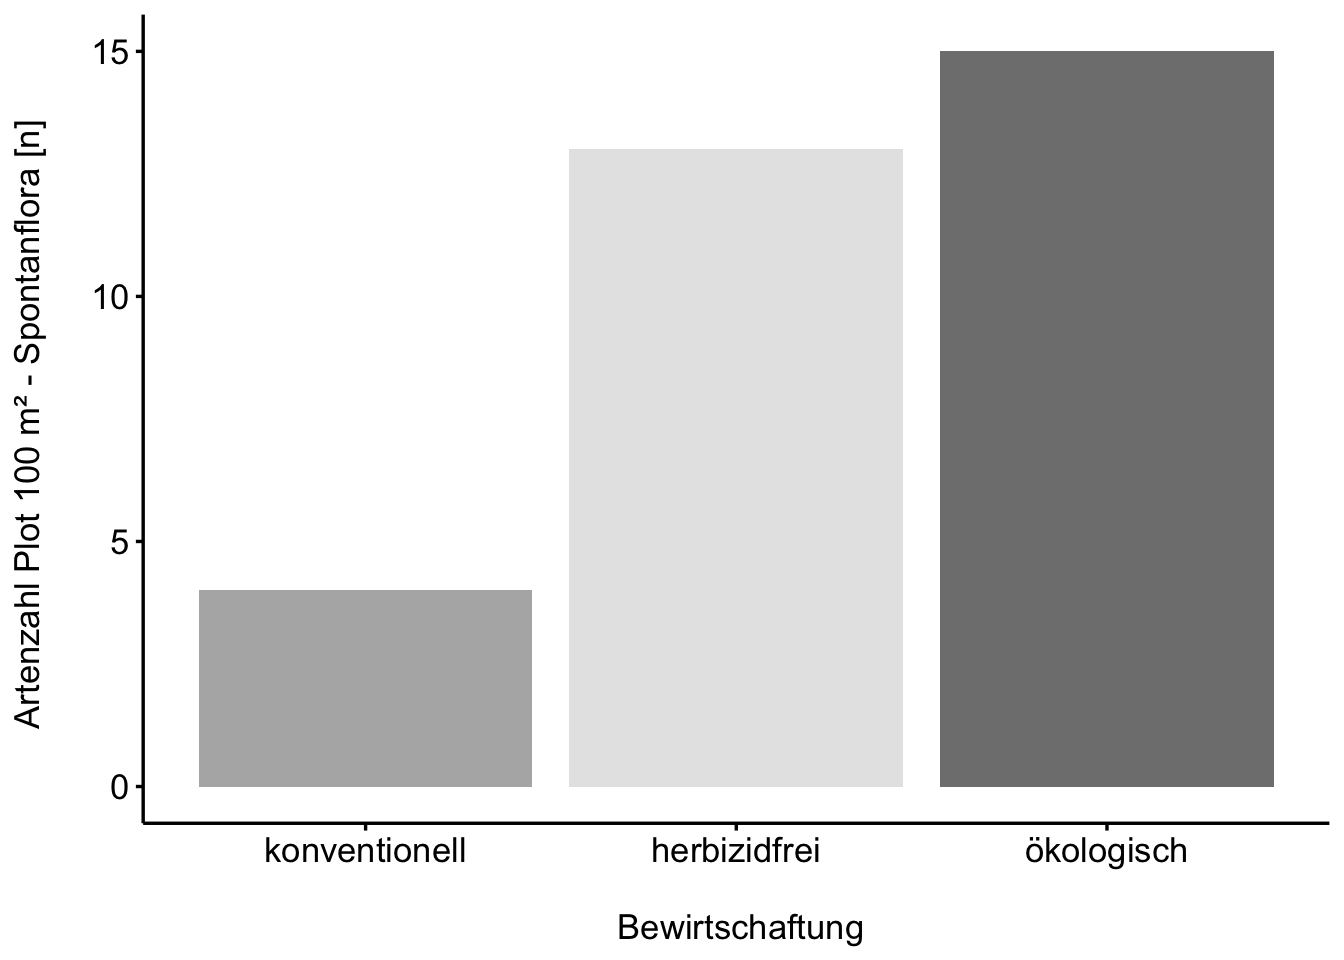 Artenzahl Plot 100 m² - Spontanflora [n]
15
10
5
0
konventionell
herbizidfrei
ökologisch
Bewirtschaftung